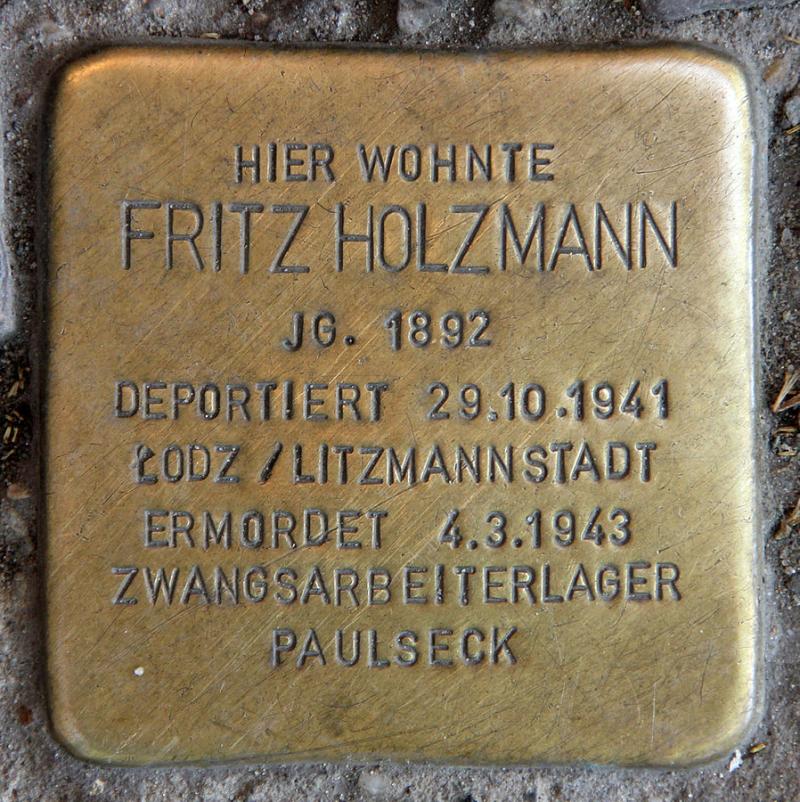 HIER WOHNTE
FRITZ HOLZMANN
JG. 1892
DEPORTIERT 29.10.1941
ŁODZ / LITZMANNSTADT
ERMORDET 4.3.1943
ZWANGSARBEITERLAGER
PAULSECK